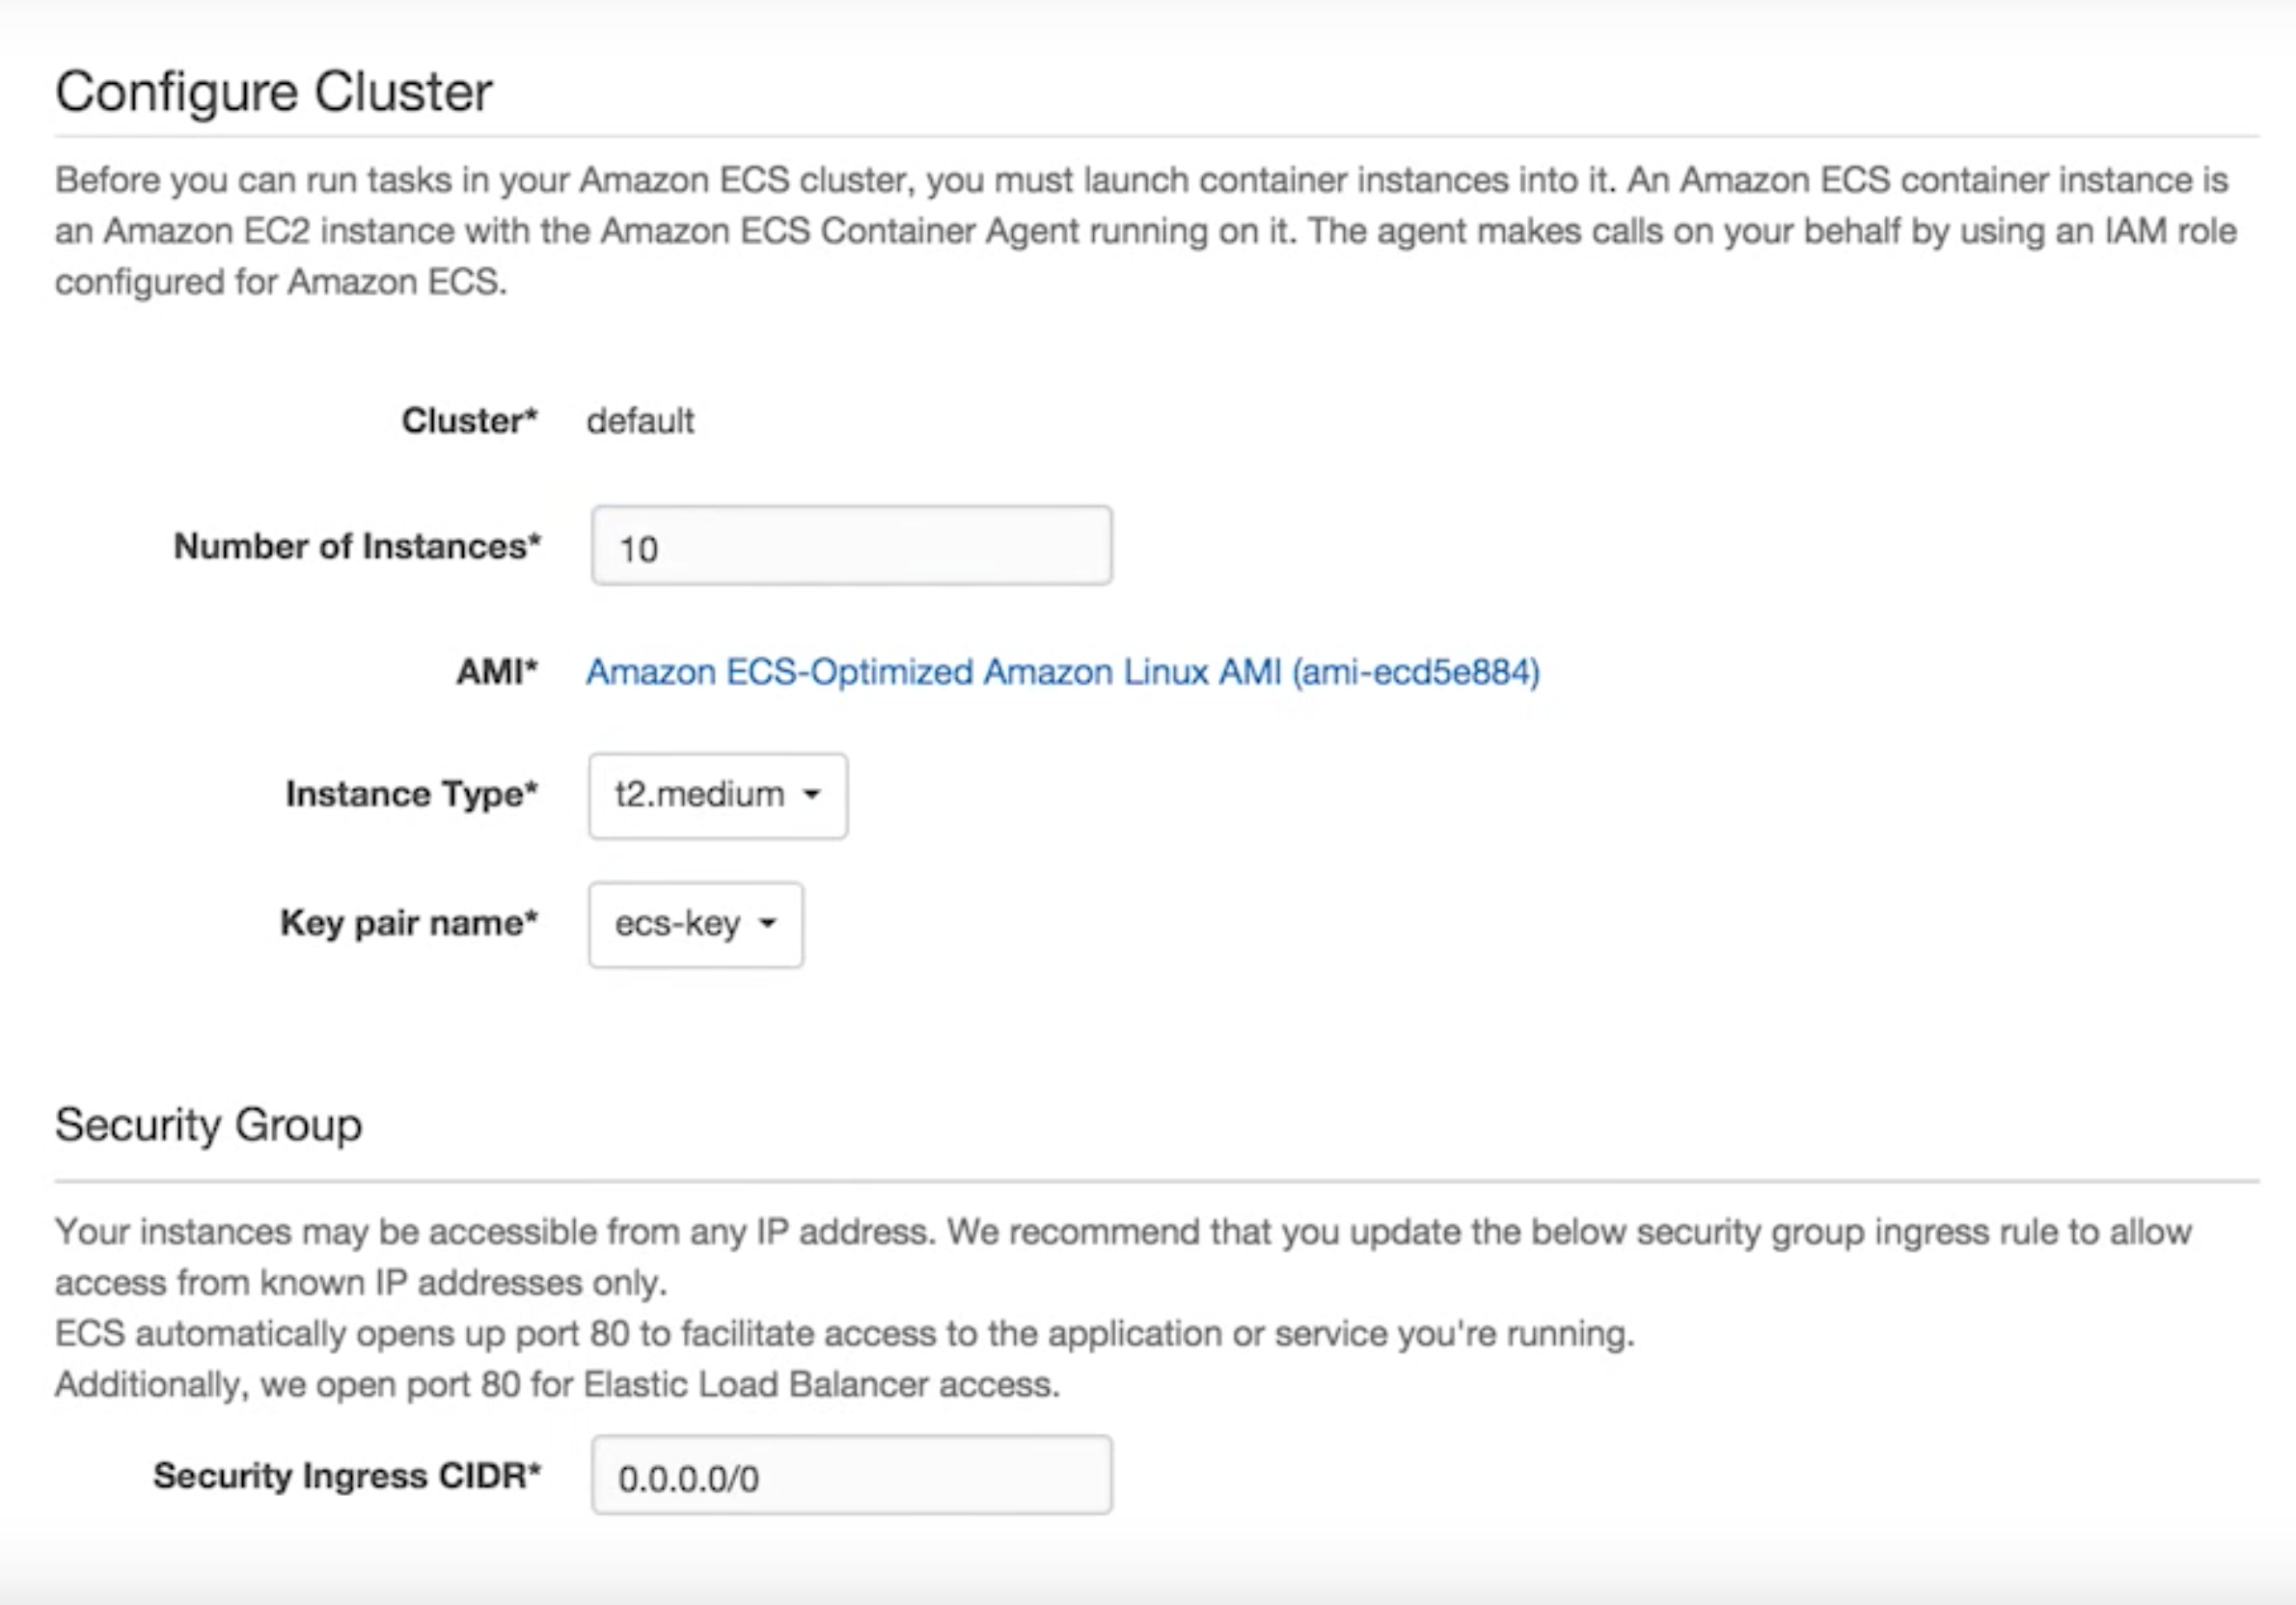 Configure Cluster
Before you can run tasks in your Amazon ECS cluster, you must launch container instances into it. An Amazon ECS container instance is
an Amazon EC2 instance with the Amazon ECS Container Agent running on it. The agent makes calls on your behalf by using an IAM role
configured for Amazon ECS.
Cluster* default
Number of Instances* 10
AMI* Amazon ECS-Optimized Amazon Linux AMI (ami-ecd5e884)
Instance Type* t2.medium
Key pair name* ecs-key
Security Group
Your instances may be accessible from any IP address. We recommend that you update the below security group ingress rule to allow
access from known IP addresses only.
ECS automatically opens up port 80 to facilitate access to the application or service you're running.
Additionally, we open port 80 for Elastic Load Balancer access.
Security Ingress CIDR* 0.0.0.0/0